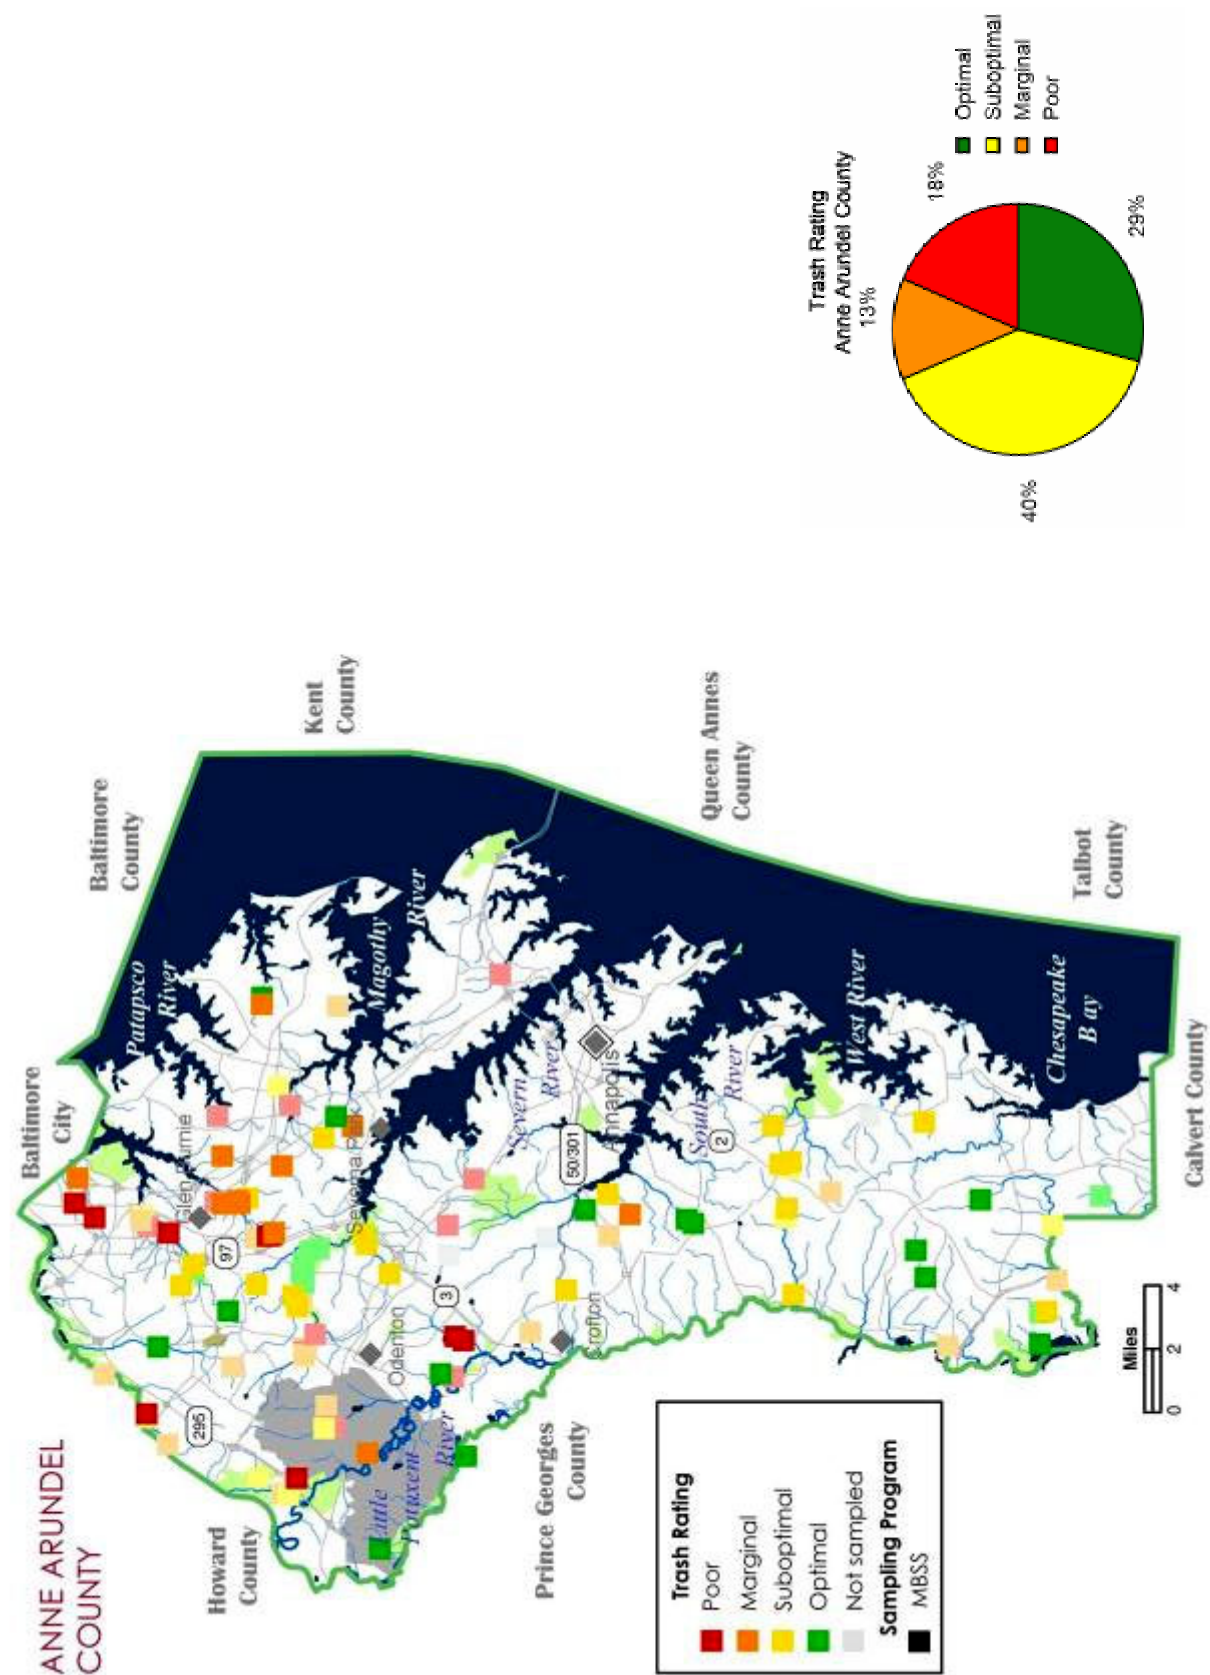 ANNE ARUNDEL
COUNTY
Baltimore
City
Baltimore
County
Kent
County
Howard
County
Queen Annes
County
Prince Georges
County
Talbot
County
Calvert County
Patapsco
River
Magothy
River
Severn
River
South
River
West River
Chesapeake
Bay
Little
Patuxent
River
Glen Burnie
Severna
Odenton
Annapolis
Crofton
97
295
3
50/301
2
Trash Rating
Poor
Marginal
Suboptimal
Optimal
Not sampled
Sampling Program
MBSS
Miles
0 2 4
Trash Rating
Anne Arundel County
13%
18%
40%
29%
Optimal
Suboptimal
Marginal
Poor